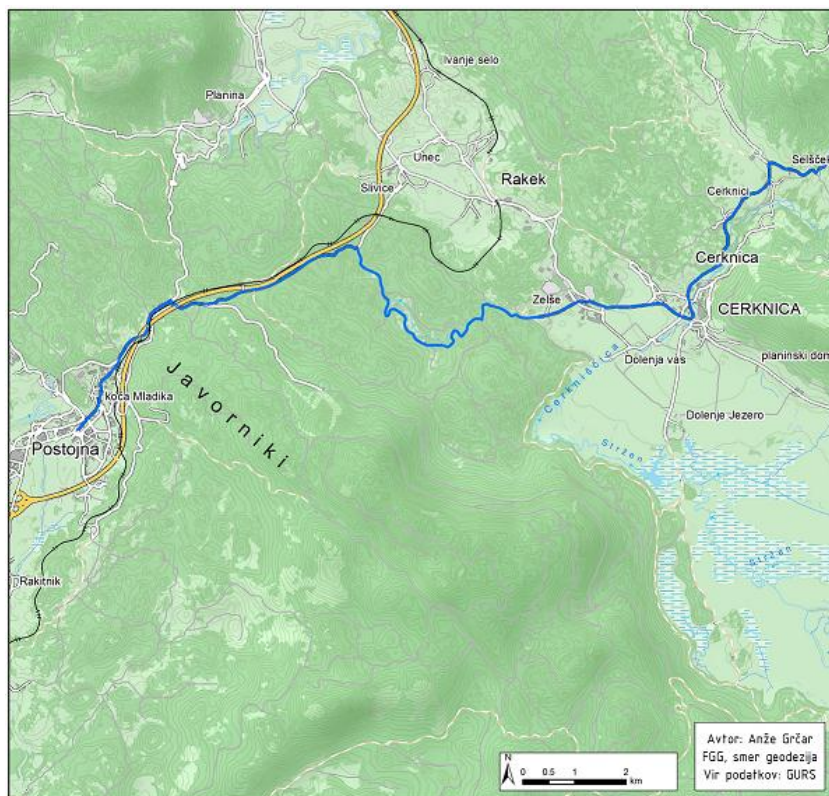 Ivanje selo
Planina
Unec
Slivice
Rakek
Selšček
Cerknici
Cerknica
Zelše
CERKNICA
Dolenja vas
planinski dom
Cerkniščica
koča Mladika
Javorniki
Dolenje Jezero
Postojna
Stržen
Stržen
Rakitnik
N
0 0.5 1 2
km
Avtor: Anže Grčar
FGG, smer geodezija
Vir podatkov: GURS